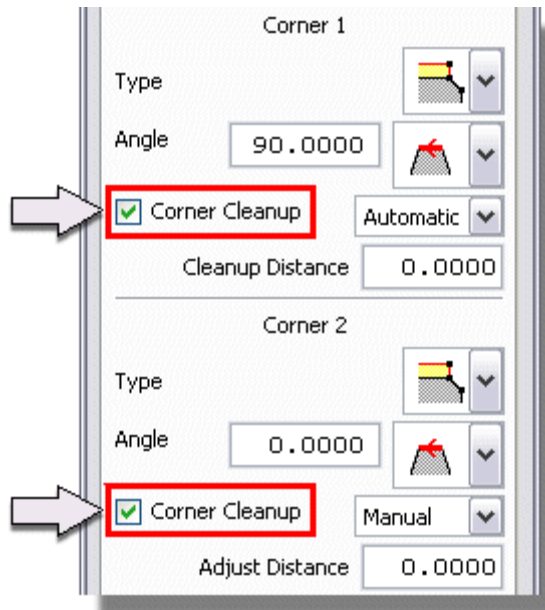 Corner 1
Type
Angle 90.0000
Corner Cleanup Automatic
Cleanup Distance 0.0000
Corner 2
Type
Angle 0.0000
Corner Cleanup Manual
Adjust Distance 0.0000